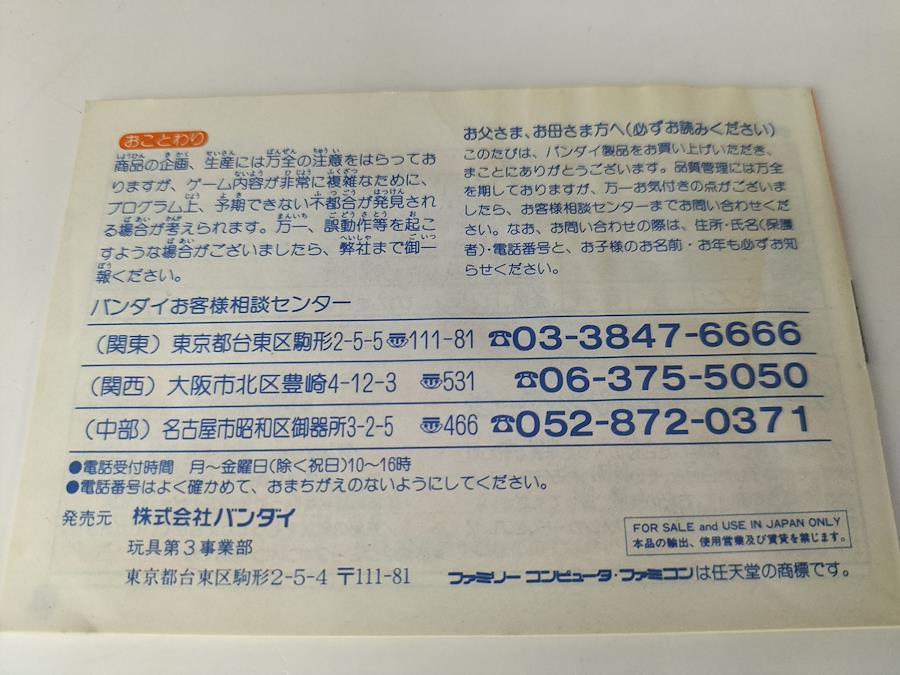 おことわり
商品の企画、生産には万全の注意をはらってお
りますが、ゲーム内容が非常に複雑なために、
プログラム上、予期できない不都合が発見され
る場合が考えられます。万一、誤動作等を起こ
すような場合がございましたら、弊社まで御一
報ください。
お父さま、お母さま方へ(必ずお読みください)
このたびは、バンダイ製品をお買い上げいただき、
まことにありがとうございます。品質管理には万全
を期しておりますが、万一お気付きの点がございま
したら、お客様相談センターまでお問い合わせくだ
さい。なお、お問い合わせの際は、住所・氏名(保護
者)・電話番号と、お子様のお名前・お年も必ずお知
らせください。
バンダイお客様相談センター
(関東) 東京都台東区駒形2-5-5 〠111-81 ☎03-3847-6666
(関西) 大阪市北区豊崎4-12-3 〠531 ☎06-375-5050
(中部) 名古屋市昭和区御器所3-2-5 〠466 ☎052-872-0371
●電話受付時間 月～金曜日(除く祝日)10～16時
●電話番号はよく確かめて、おまちがえのないようにしてください。
発売元 株式会社バンダイ
玩具第3事業部
東京都台東区駒形2-5-4 〒111-81
FOR SALE and USE IN JAPAN ONLY
本品の輸出、使用営業及び賃貸を禁じます。
ファミリーコンピュータ・ファミコンは任天堂の商標です。